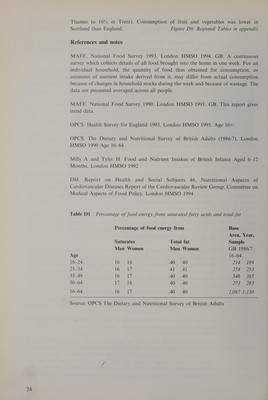 Thames to 16% in Trent). Consumption of fruit and vegetables was lower in
Scotland than England. Figure D9. Regional Tables in appendix
References and notes
MAFF. National Food Survey 1993, London HMSO 1994. GB. A continuous
survey which collects details of all food brought into the home in one week. For an
individual household, the quantity of food thus obtained for consumption, or
estimates of nutrient intake derived from it, may differ from actual consumption
because of changes in household stocks during the week and because of wastage. The
data are presented averaged across all people.
MAFF. National Food Survey 1990, London HMSO 1991. GB. This report gives
trend data.
OPCS. Health Survey for England 1993, London HMSO 1995. Age 16+
OPCS, The Dietary and Nutritional Survey of British Adults (1986/7), London
HMSO 1990 Age 16-64
Mills A and Tyler H. Food and Nutrient Intakes of British Infants Aged 6-12
Months, London HMSO 1992
DH. Report on Health and Social Subjects 46, Nutritional Aspects of
Cardiovascular Diseases Report of the Cardiovascular Review Group. Committee on
Medical Aspects of Food Policy. London HMSO 1994
Table D1 Percentage of food energy from saturated fatty acids and total fat
Percentage of food energy from Base
Area, Year,
Saturates Total fat Sample
Men Women Men Women GB 1986/7
Age 16-64
16-24 16 16 40 40 214 189
25-34 16 17 41 41 254 253
35-49 16 17 40 40 346 385
50-64 17 18 40 40 273 283
16-64 16 17 40 40 1,087 1,110
Source: OPCS The Dietary and Nutritional Survey of British Adults
24